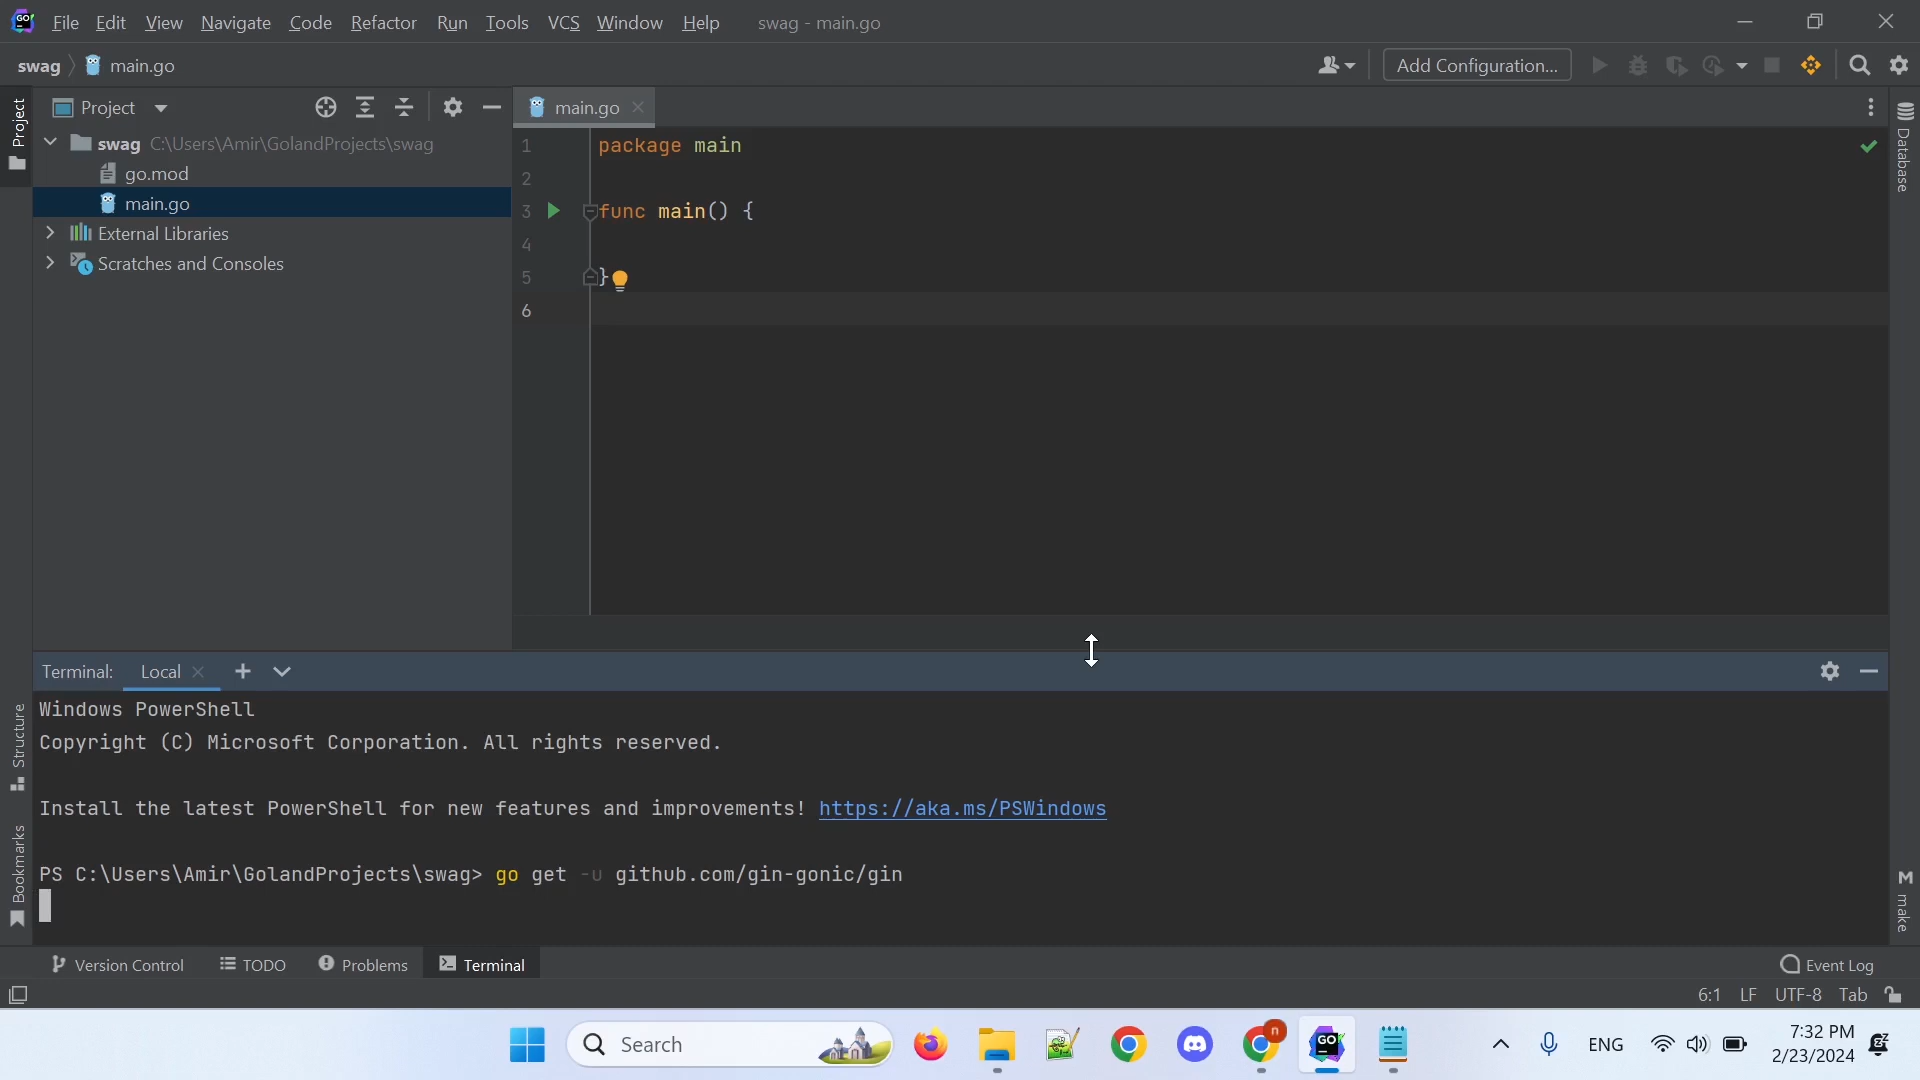 File Edit View Navigate Code Refactor Run Tools VCS Window Help swag - main.go
swag main.go Add Configuration...
Project
Project
main.go
swag C:\Users\Amir\GolandProjects\swag
go.mod
main.go
External Libraries
Scratches and Consoles
1 package main
2
3 func main() {
4
5 }
6
Database
Terminal: Local
Windows PowerShell
Copyright (C) Microsoft Corporation. All rights reserved.
Install the latest PowerShell for new features and improvements! https://aka.ms/PSWindows
PS C:\Users\Amir\GolandProjects\swag> go get -u github.com/gin-gonic/gin
Structure
Bookmarks
make
Version Control TODO Problems Terminal Event Log
6:1 LF UTF-8 Tab
Search
ENG
7:32 PM
2/23/2024